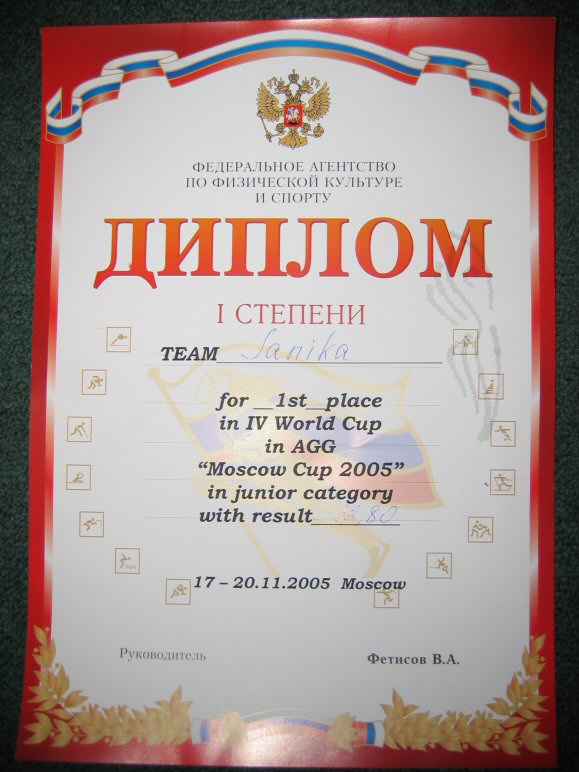 ФЕДЕРАЛЬНОЕ АГЕНТСТВО
ПО ФИЗИЧЕСКОЙ КУЛЬТУРЕ
И СПОРТУ
ДИПЛОМ
I СТЕПЕНИ
TEAM Sanika
for __1st__place
in IV World Cup
in AGG
“Moscow Cup 2005”
in junior category
with result
17 – 20.11.2005 Moscow
Руководитель Фетисов В.А.